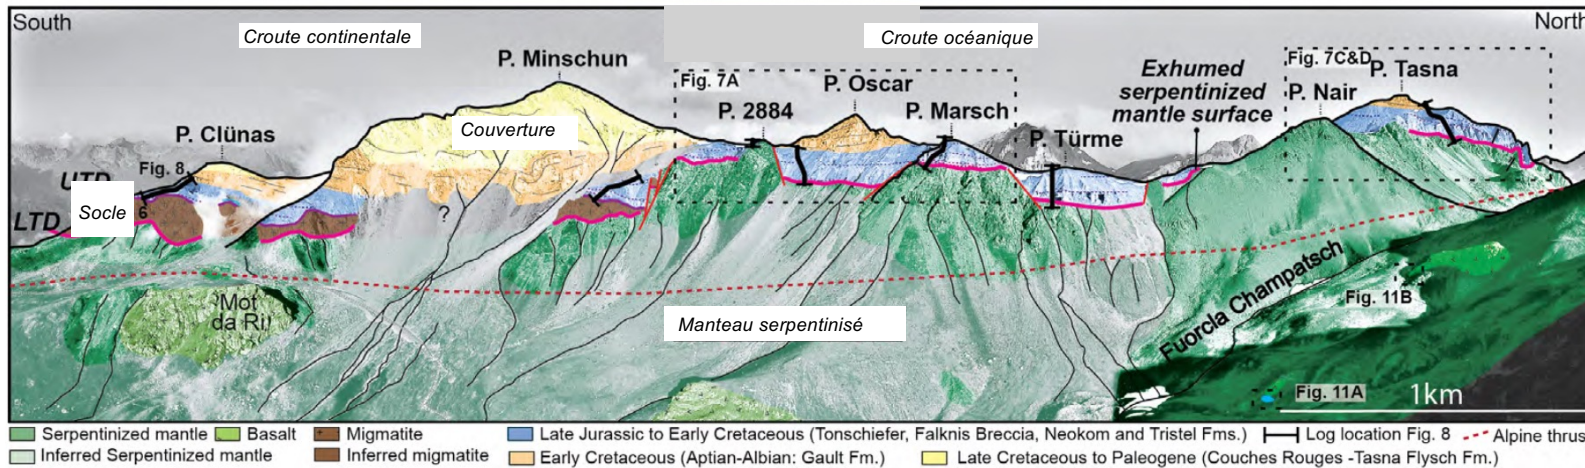 South
North
Croute continentale
Croute océanique
P. Minschun
Fig. 7A
P. Oscar
Exhumed
serpentinized
mantle surface
Fig. 7C&D
P. Tasna
P. Nair
P. 2884
P. Marsch
P. Clünas
Couverture
P. Türme
Fig. 8
UTD
6
Socle
LTD
?
Mot
da Ri
Manteau serpentinisé
Fuorcla Champatsch
Fig. 11B
Fig. 11A
1km
Serpentinized mantle
Basalt
Migmatite
Late Jurassic to Early Cretaceous (Tonschiefer, Falknis Breccia, Neokom and Tristel Fms.)
Log location Fig. 8
Alpine thrus
Inferred Serpentinized mantle
Inferred migmatite
Early Cretaceous (Aptian-Albian: Gault Fm.)
Late Cretaceous to Paleogene (Couches Rouges -Tasna Flysch Fm.)